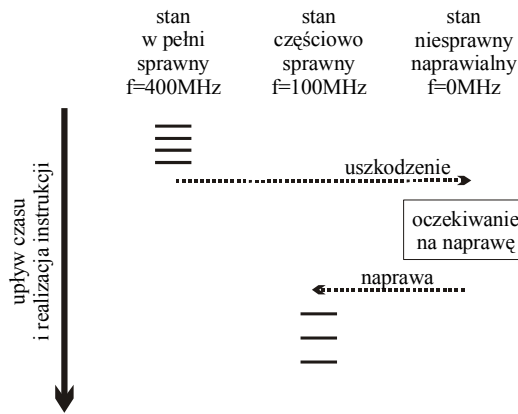 stan
w pełni
sprawny
f=400MHz
stan
częściowo
sprawny
f=100MHz
stan
niesprawny
naprawialny
f=0MHz
upływ czasu
i realizacja instrukcji
uszkodzenie
oczekiwanie
na naprawę
naprawa